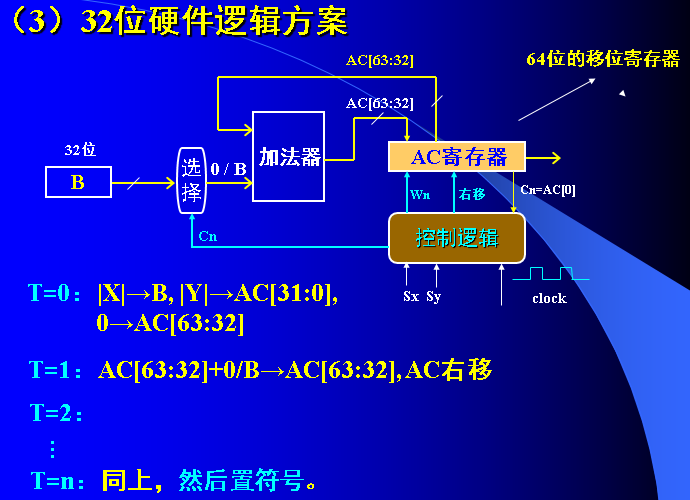 （3）32位硬件逻辑方案
AC[63:32]
64位的移位寄存器
AC[63:32]
32位
加法器
AC寄存器
选择
0 / B
B
Wn
右移
Cn=AC[0]
Cn
控制逻辑
Sx Sy
clock
T=0：|X|→B, |Y|→AC[31:0],
0→AC[63:32]
T=1：AC[63:32]+0/B→AC[63:32], AC右移
T=2：
⋮
T=n：同上，然后置符号。